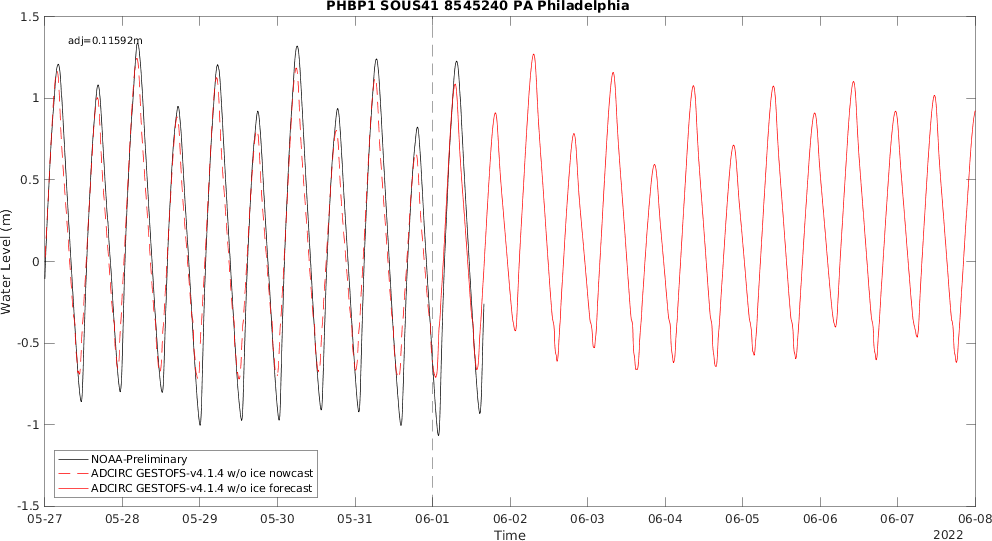 PHBP1 SOUS41 8545240 PA Philadelphia
adj=0.11592m
1.5
1
0.5
0
-0.5
-1
-1.5
Water Level (m)
NOAA-Preliminary
ADCIRC GESTOFS-v4.1.4 w/o ice nowcast
ADCIRC GESTOFS-v4.1.4 w/o ice forecast
05-27 05-28 05-29 05-30 05-31 06-01 06-02 06-03 06-04 06-05 06-06 06-07 06-08
Time
2022